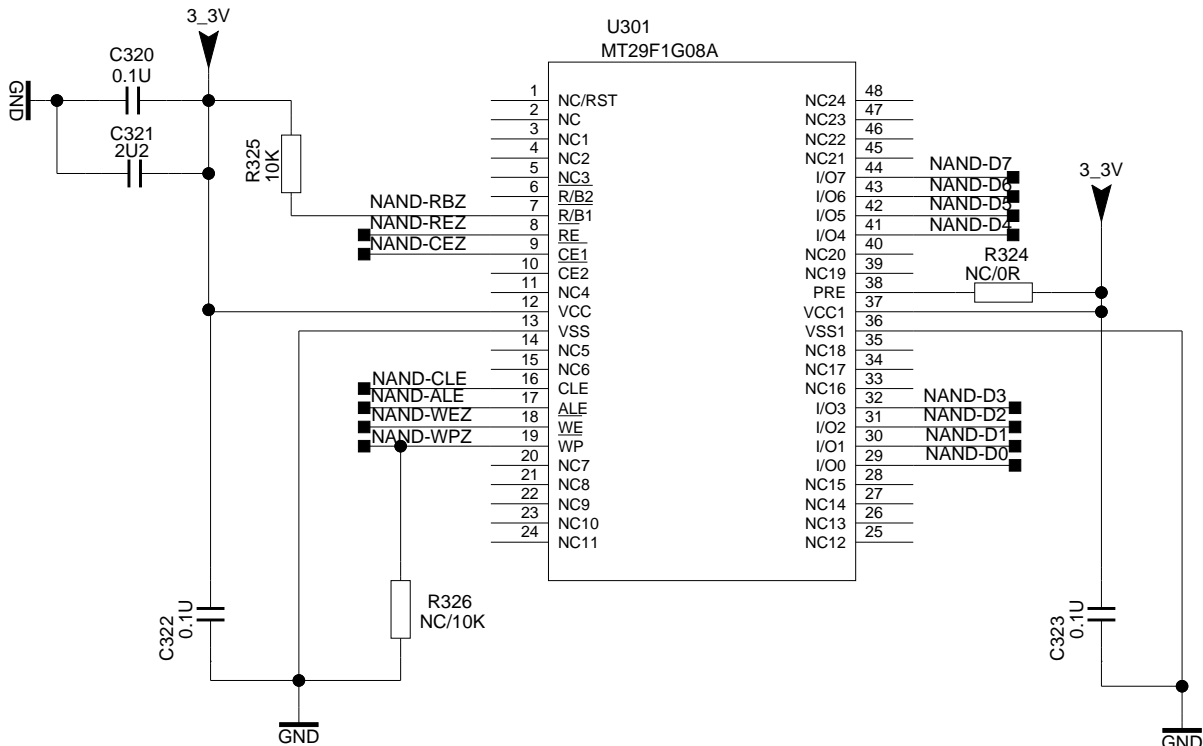 3_3V
C320
0.1U
GND
C321
2U2
R325
10K
U301
MT29F1G08A
1 NC/RST
2 NC
3 NC1
4 NC2
5 NC3
6 R/B2
NAND-RBZ 7 R/B1
NAND-REZ 8 RE
NAND-CEZ 9 CE1
10 CE2
11 NC4
12 VCC
13 VSS
14 NC5
15 NC6
NAND-CLE 16 CLE
NAND-ALE 17 ALE
NAND-WEZ 18 WE
NAND-WPZ 19 WP
20 NC7
21 NC8
22 NC9
23 NC10
24 NC11
NC24 48
NC23 47
NC22 46
NC21 45
I/O7 44 NAND-D7
I/O6 43 NAND-D6
I/O5 42 NAND-D5
I/O4 41 NAND-D4
NC20 40
NC19 39
PRE 38
VCC1 37
VSS1 36
NC18 35
NC17 34
NC16 33
I/O3 32 NAND-D3
I/O2 31 NAND-D2
I/O1 30 NAND-D1
I/O0 29 NAND-D0
NC15 28
NC14 27
NC13 26
NC12 25
3_3V
R324
NC/0R
C322
0.1U
R326
NC/10K
C323
0.1U
GND
GND